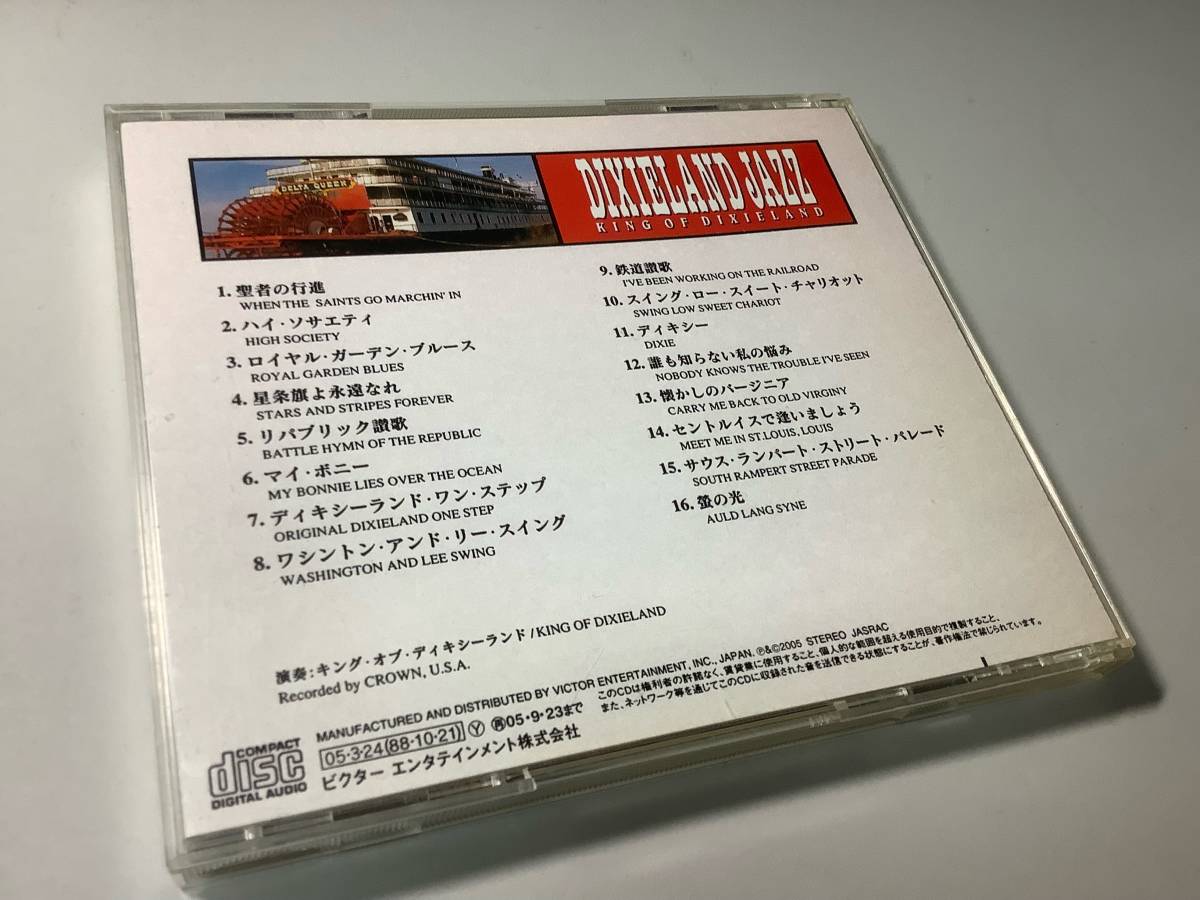 DELTA QUEEN
DIXIELAND JAZZ
KING OF DIXIELAND
1. 聖者の行進
WHEN THE SAINTS GO MARCHIN' IN
2. ハイ・ソサエティ
HIGH SOCIETY
3. ロイヤル・ガーデン・ブルース
ROYAL GARDEN BLUES
4. 星条旗よ永遠なれ
STARS AND STRIPES FOREVER
5. リパブリック讃歌
BATTLE HYMN OF THE REPUBLIC
6. マイ・ボニー
MY BONNIE LIES OVER THE OCEAN
7. ディキシーランド・ワン・ステップ
ORIGINAL DIXIELAND ONE STEP
8. ワシントン・アンド・リー・スイング
WASHINGTON AND LEE SWING
9. 鉄道讃歌
I'VE BEEN WORKING ON THE RAILROAD
10. スイング・ロー・スイート・チャリオット
SWING LOW SWEET CHARIOT
11. ディキシー
DIXIE
12. 誰も知らない私の悩み
NOBODY KNOWS THE TROUBLE I'VE SEEN
13. 懐かしのバージニア
CARRY ME BACK TO OLD VIRGINY
14. セントルイスで逢いましょう
MEET ME IN ST.LOUIS, LOUIS
15. サウス・ランパート・ストリート・パレード
SOUTH RAMPERT STREET PARADE
16. 螢の光
AULD LANG SYNE
演奏:キング・オブ・ディキシーランド/KING OF DIXIELAND
Recorded by CROWN, U.S.A.
MANUFACTURED AND DISTRIBUTED BY VICTOR ENTERTAINMENT, INC., JAPAN. Ⓟ&©2005 STEREO JASRAC
このCDは権利者の許諾なく、賃貸業に使用すること、個人的な範囲を超える使用目的で複製すること、
また、ネットワーク等を通じてこのCDに収録された音を送信できる状態にすることが、著作権法で禁じられています。
COMPACT
disc
DIGITAL AUDIO
05・3・24(88・10・21) Ⓨ ㊢05・9・23まで
ビクター エンタテインメント株式会社